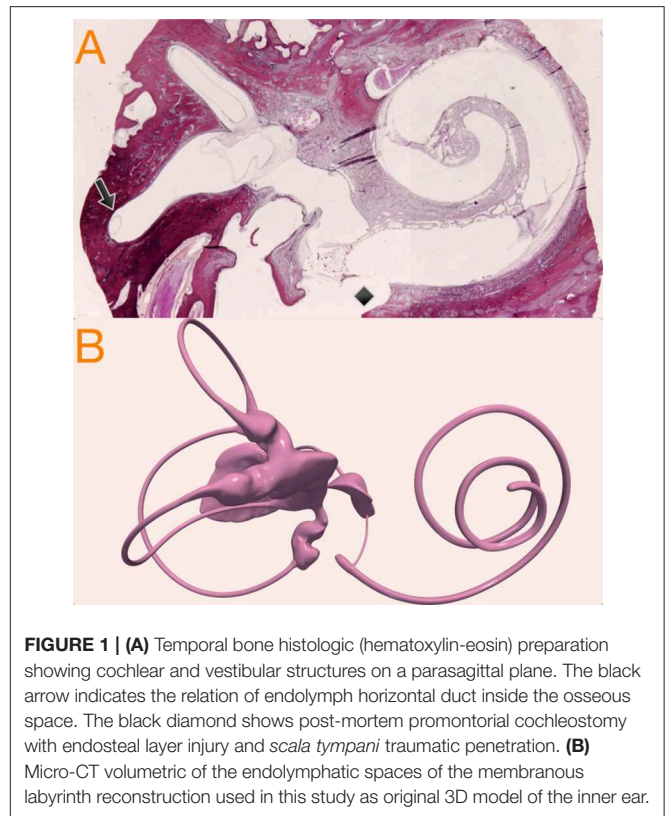 A
B
FIGURE 1 | (A) Temporal bone histologic (hematoxylin-eosin) preparation
showing cochlear and vestibular structures on a parasagittal plane. The black
arrow indicates the relation of endolymph horizontal duct inside the osseous
space. The black diamond shows post-mortem promontorial cochleostomy
with endosteal layer injury and scala tympani traumatic penetration. (B)
Micro-CT volumetric of the endolymphatic spaces of the membranous
labyrinth reconstruction used in this study as original 3D model of the inner ear.